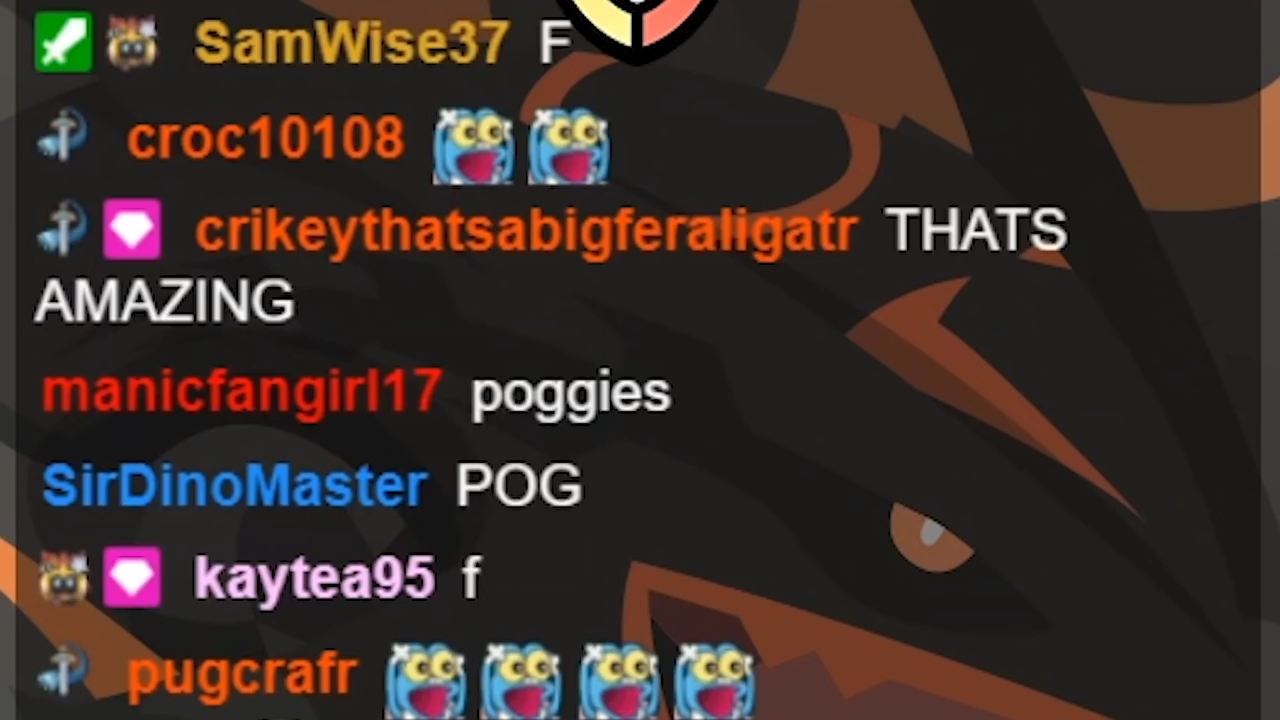 SamWise37 F
croc10108
crikeythatsabigferaligatr THATS
AMAZING
manicfangirl17 poggies
SirDinoMaster POG
kaytea95 f
pugcrafr